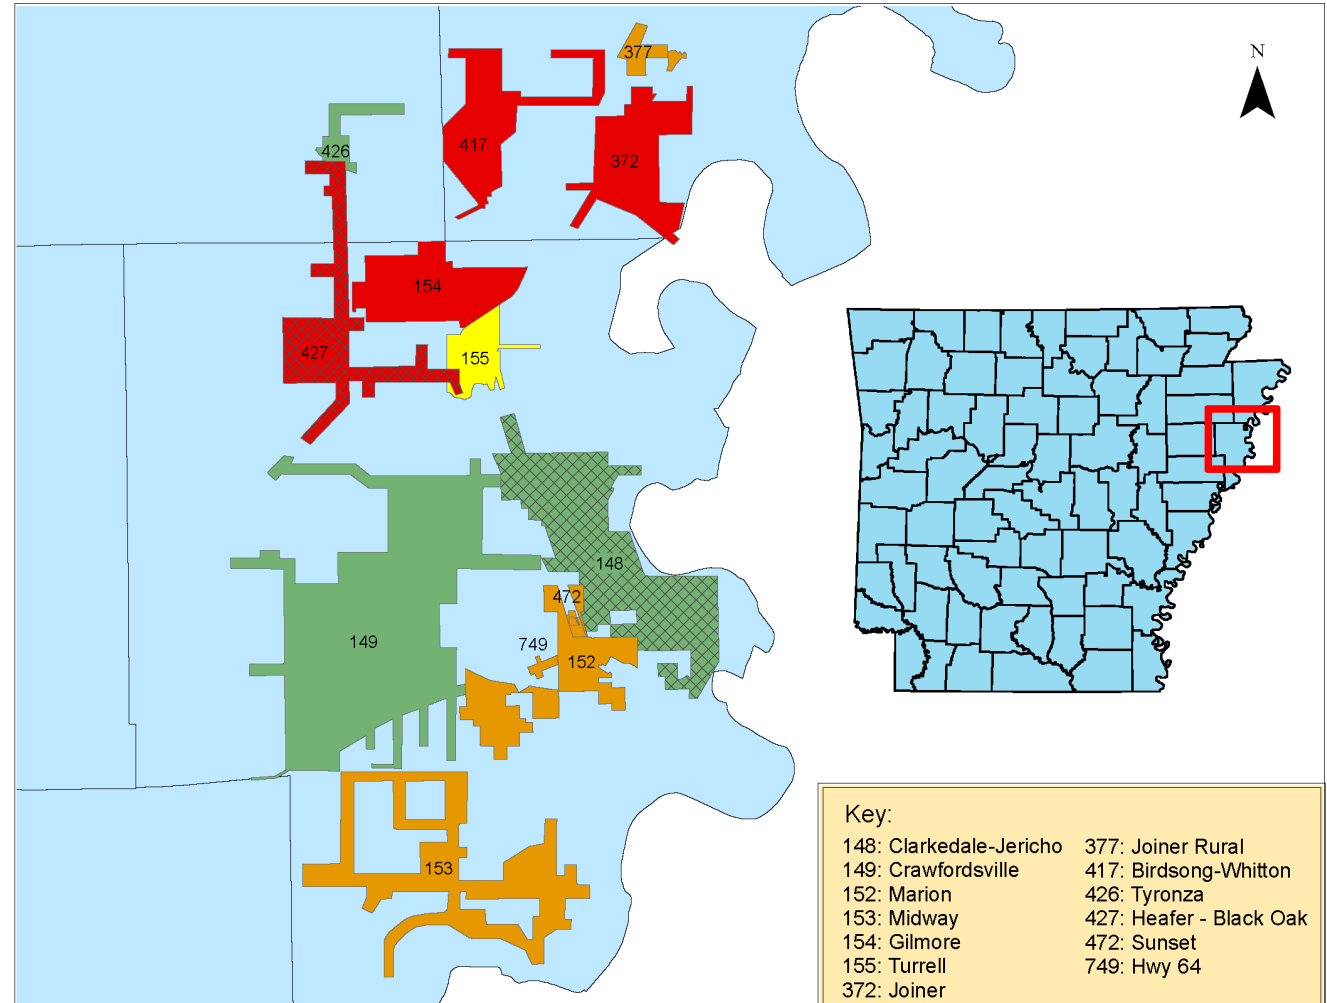 377
N
417
426
372
154
427
155
148
472
149
749
152
153
Key:
148: Clarkedale-Jericho
149: Crawfordsville
152: Marion
153: Midway
154: Gilmore
155: Turrell
372: Joiner
377: Joiner Rural
417: Birdsong-Whitton
426: Tyronza
427: Heafer - Black Oak
472: Sunset
749: Hwy 64